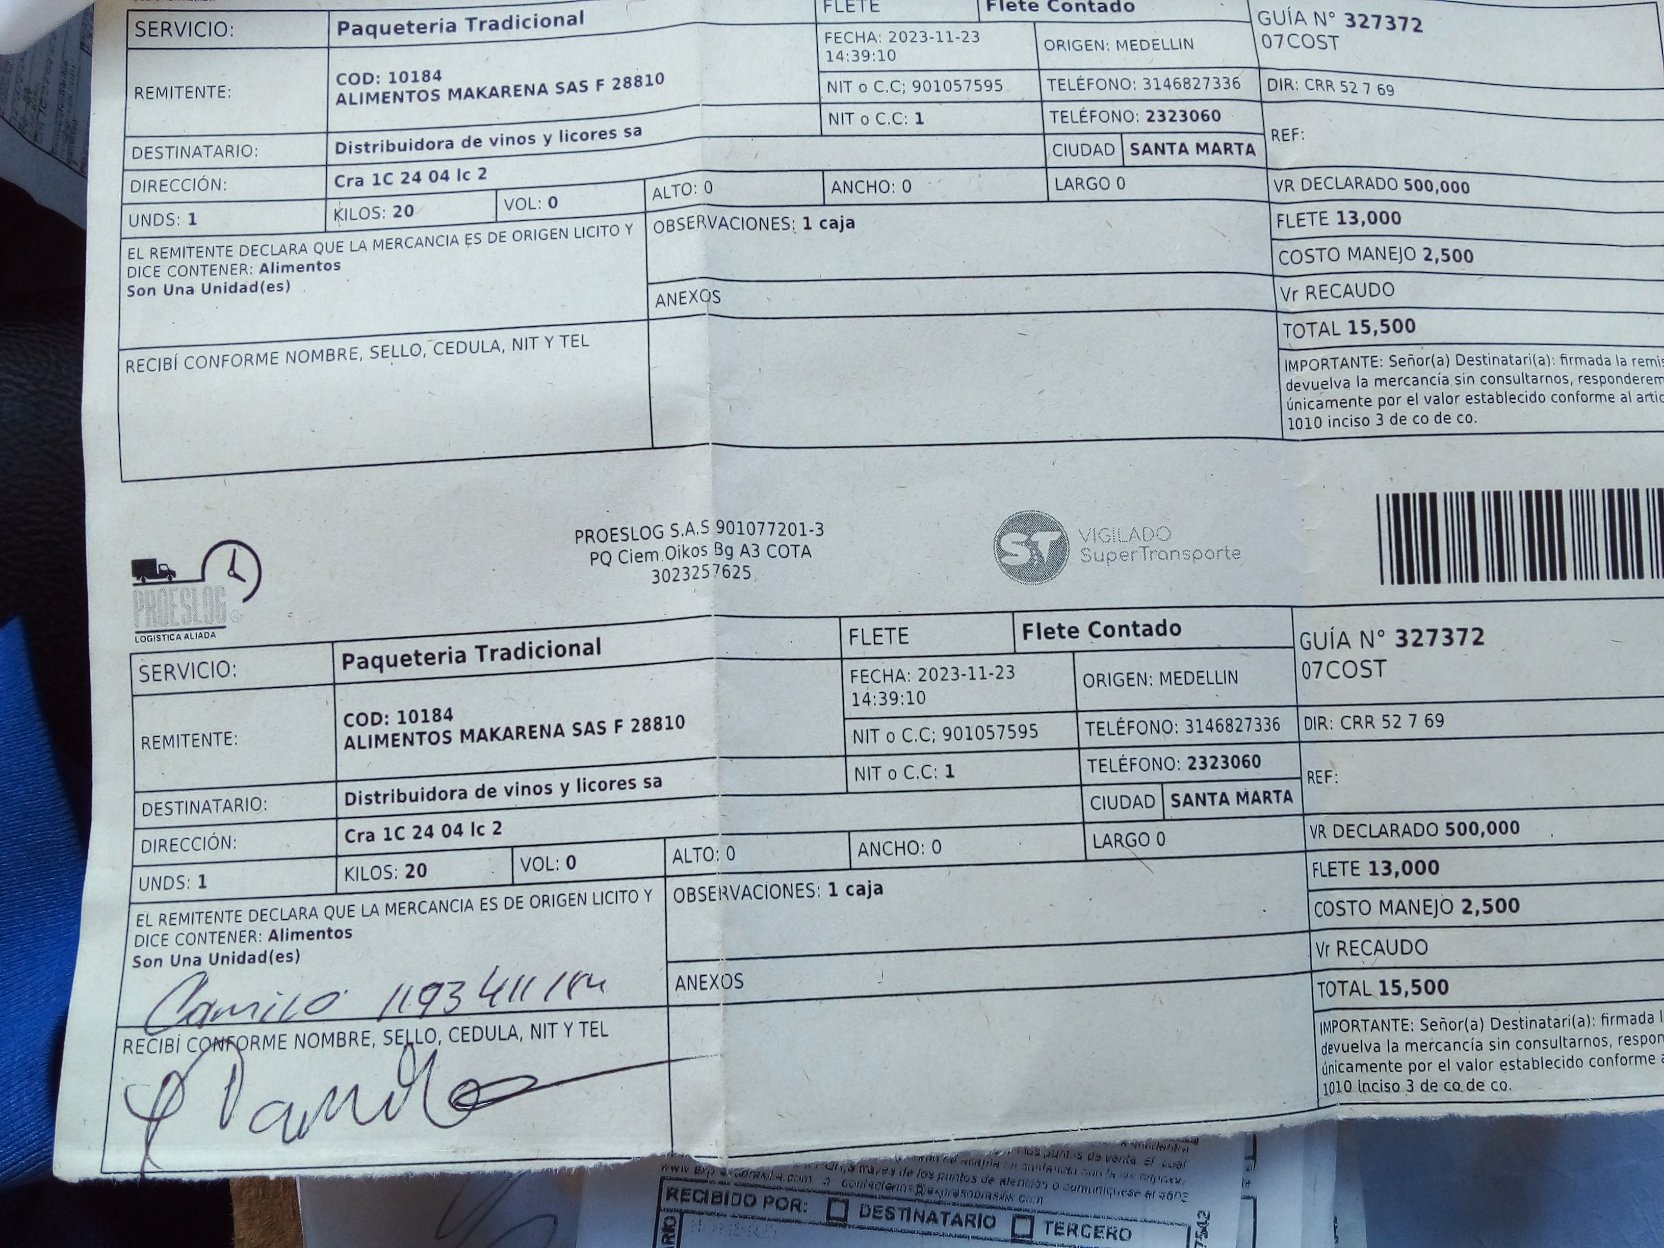 FLETE
Flete Contado
SERVICIO:
Paqueteria Tradicional
FECHA: 2023-11-23
14:39:10
ORIGEN: MEDELLIN
GUÍA N° 327372
07COST
REMITENTE:
COD: 10184
ALIMENTOS MAKARENA SAS F 28810
NIT o C.C; 901057595
TELÉFONO: 3146827336
DIR: CRR 52 7 69
NIT o C.C: 1
TELÉFONO: 2323060
REF:
DESTINATARIO:
Distribuidora de vinos y licores sa
CIUDAD
SANTA MARTA
DIRECCIÓN:
Cra 1C 24 04 lc 2
ALTO: 0
ANCHO: 0
LARGO 0
VR DECLARADO 500,000
UNDS: 1
KILOS: 20
VOL: 0
OBSERVACIONES: 1 caja
FLETE 13,000
EL REMITENTE DECLARA QUE LA MERCANCIA ES DE ORIGEN LICITO Y
DICE CONTENER: Alimentos
Son Una Unidad(es)
COSTO MANEJO 2,500
ANEXOS
Vr RECAUDO
TOTAL 15,500
RECIBÍ CONFORME NOMBRE, SELLO, CEDULA, NIT Y TEL
IMPORTANTE: Señor(a) Destinatari(a): firmada la remis
devuelva la mercancía sin consultarnos, responderem
únicamente por el valor establecido conforme al artic
1010 inciso 3 de co de co.
PROESLOG
LOGISTICA ALIADA
PROESLOG S.A.S 901077201-3
PQ Ciem Oikos Bg A3 COTA
3023257625
ST
VIGILADO
SuperTransporte
SERVICIO:
Paqueteria Tradicional
FLETE
Flete Contado
GUÍA N° 327372
07COST
FECHA: 2023-11-23
14:39:10
ORIGEN: MEDELLIN
REMITENTE:
COD: 10184
ALIMENTOS MAKARENA SAS F 28810
NIT o C.C; 901057595
TELÉFONO: 3146827336
DIR: CRR 52 7 69
NIT o C.C: 1
TELÉFONO: 2323060
REF:
DESTINATARIO:
Distribuidora de vinos y licores sa
CIUDAD
SANTA MARTA
DIRECCIÓN:
Cra 1C 24 04 lc 2
ALTO: 0
ANCHO: 0
LARGO 0
VR DECLARADO 500,000
UNDS: 1
KILOS: 20
VOL: 0
OBSERVACIONES: 1 caja
FLETE 13,000
EL REMITENTE DECLARA QUE LA MERCANCIA ES DE ORIGEN LICITO Y
DICE CONTENER: Alimentos
Son Una Unidad(es)
COSTO MANEJO 2,500
Vr RECAUDO
ANEXOS
TOTAL 15,500
Camilo
RECIBÍ CONFORME NOMBRE, SELLO, CEDULA, NIT Y TEL
IMPORTANTE: Señor(a) Destinatari(a): firmada l
devuelva la mercancía sin consultarnos, respon
únicamente por el valor establecido conforme a
1010 inciso 3 de co de co.
RECIBIDO POR:
DESTINATARIO
TERCERO